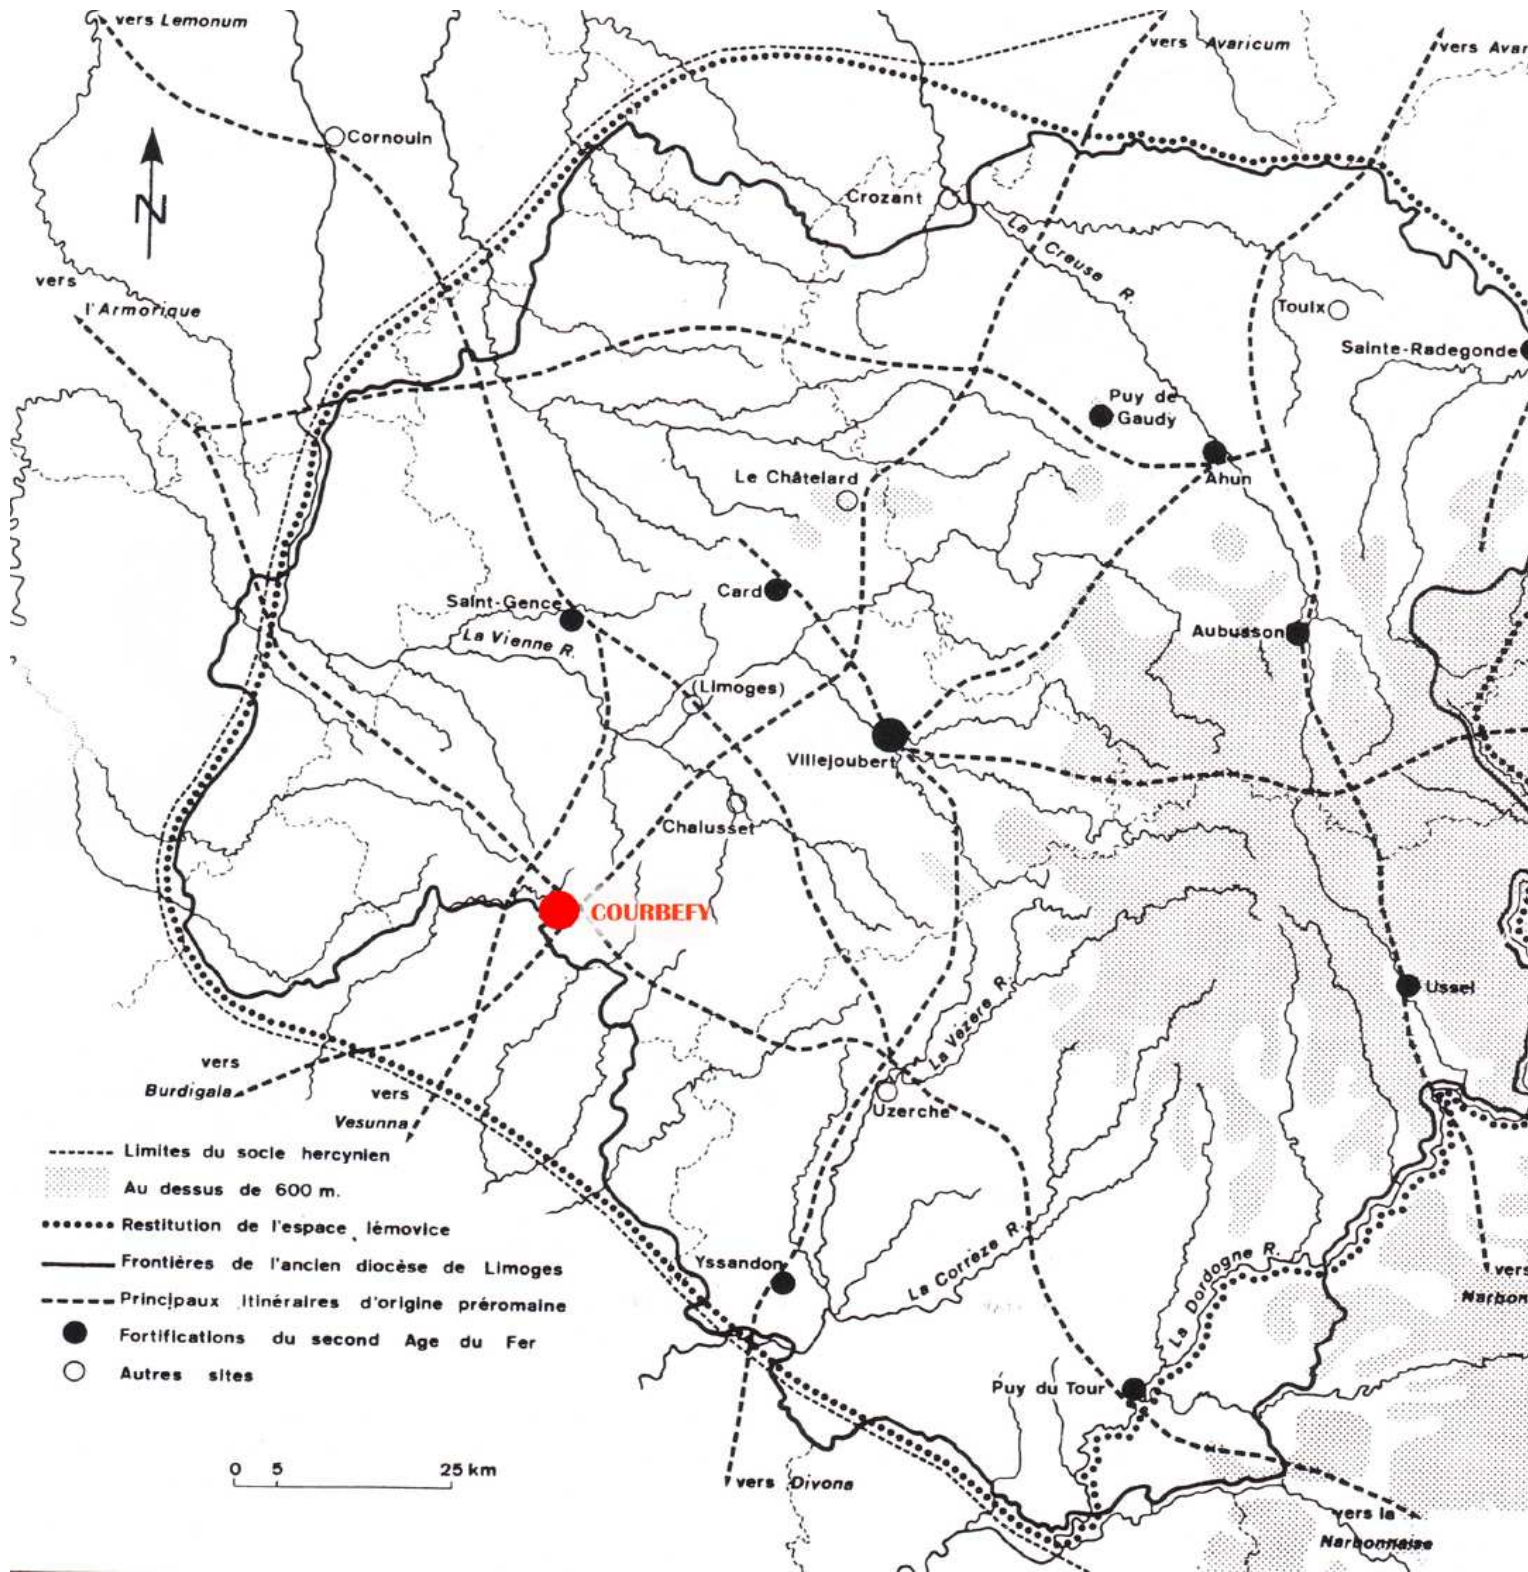 vers Lemonum
vers Avaricum
vers Avar
Cornouin
N
Crozant
La Creuse R.
vers
l'Armorique
Toulx
Sainte-Radegonde
Puy de
Gaudy
Ahun
Le Châtelard
Card
Saint-Gence
La Vienne R.
Aubusson
(Limoges)
Villejoubert
Chalusset
COURBEFY
Ussel
La Vézère R.
Uzerche
vers
Burdigala
vers
Vesunna
Limites du socle hercynien
Au dessus de 600 m.
Restitution de l'espace lémovice
Frontières de l'ancien diocèse de Limoges
Principaux itinéraires d'origine préromaine
Fortifications du second Age du Fer
Autres sites
Yssandon
La Corrèze R.
La Dordogne R.
vers
Narbon
Puy du Tour
0 5 25 km
vers Divona
vers la
Narbonnaise